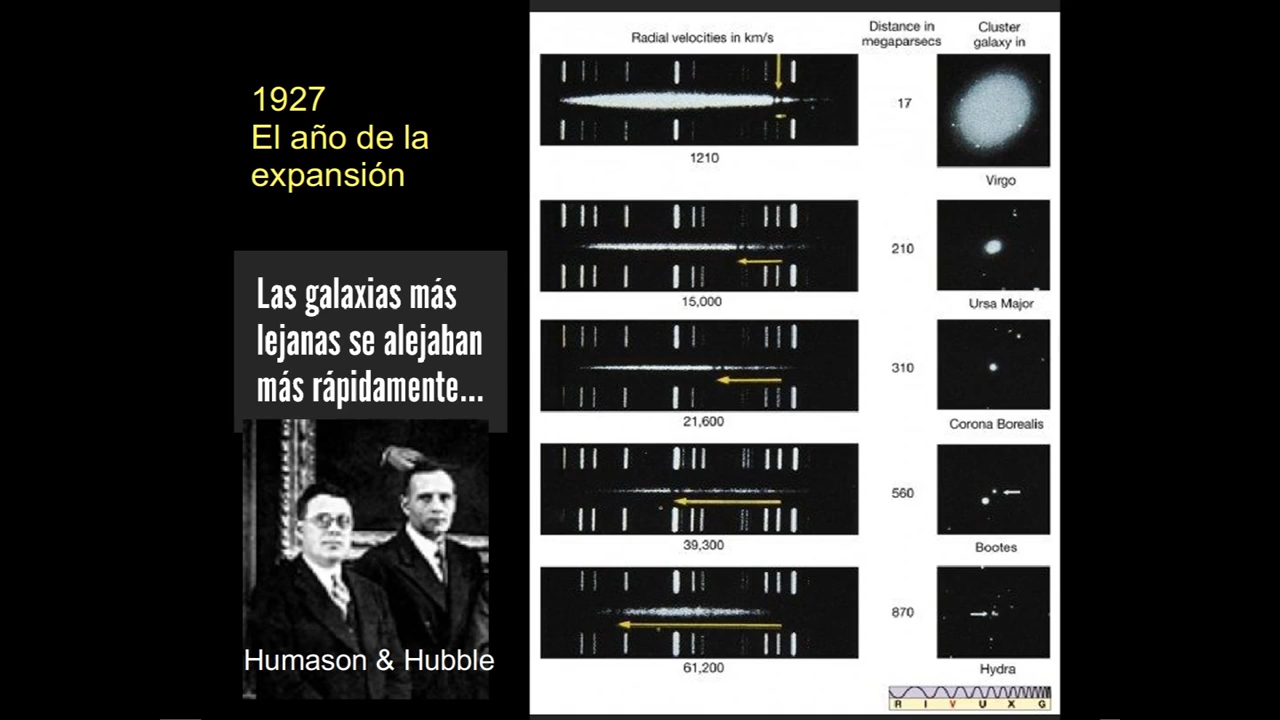 1927
El año de la
expansión
Las galaxias más
lejanas se alejaban
más rápidamente...
Humason & Hubble
Radial velocities in km/s
Distance in
megaparsecs
Cluster
galaxy in
1210
17
Virgo
15,000
210
Ursa Major
21,600
310
Corona Borealis
39,300
560
Bootes
61,200
870
Hydra
R I V U X G